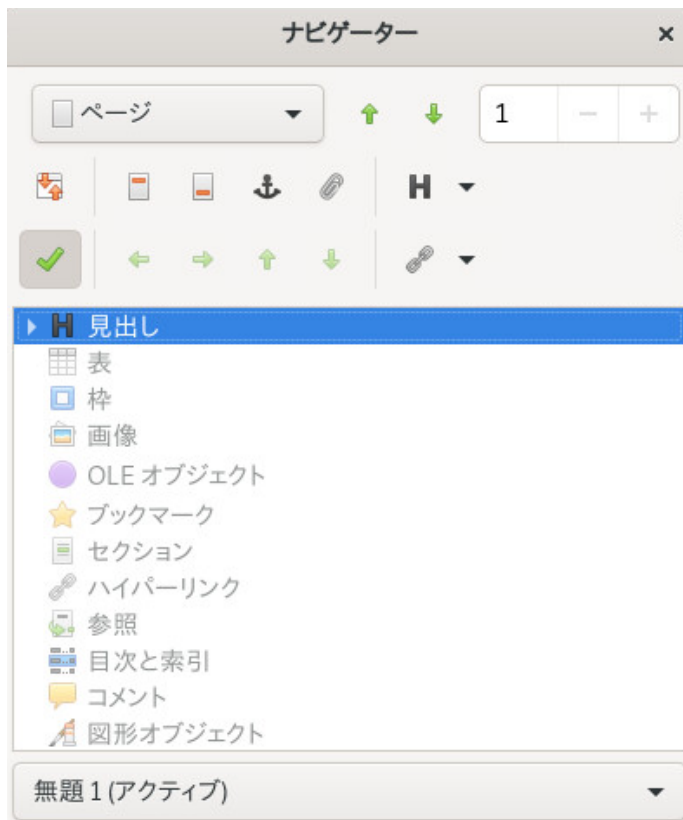 ナビゲーター
ページ
1
見出し
表
枠
画像
OLE オブジェクト
ブックマーク
セクション
ハイパーリンク
参照
目次と索引
コメント
図形オブジェクト
無題 1 (アクティブ)